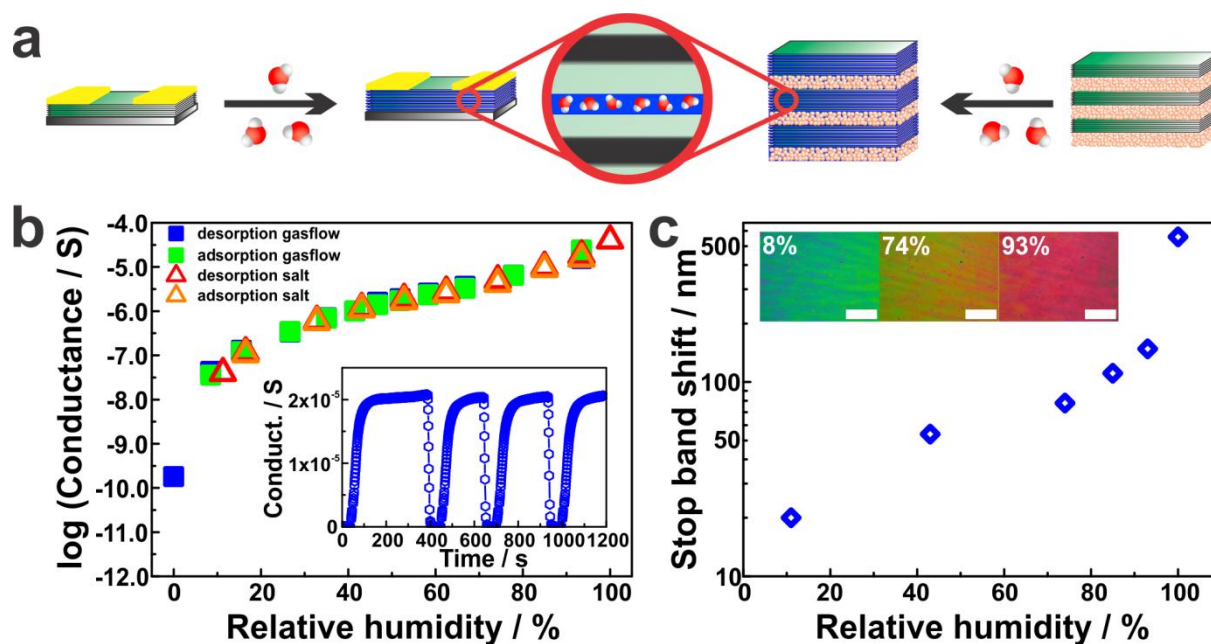 a
b
-4.0
-5.0
-6.0
-7.0
-8.0
-9.0
-10.0
-11.0
-12.0
log (Conductance / S)
desorption gasflow
adsorption gasflow
desorption salt
adsorption salt
Conduct. / S
2x10⁻⁵
1x10⁻⁵
0
0 200 400 600 800 1000 1200
Time / s
0 20 40 60 80 100
Relative humidity / %
c
500
100
50
10
Stop band shift / nm
8% 74% 93%
0 20 40 60 80 100
Relative humidity / %